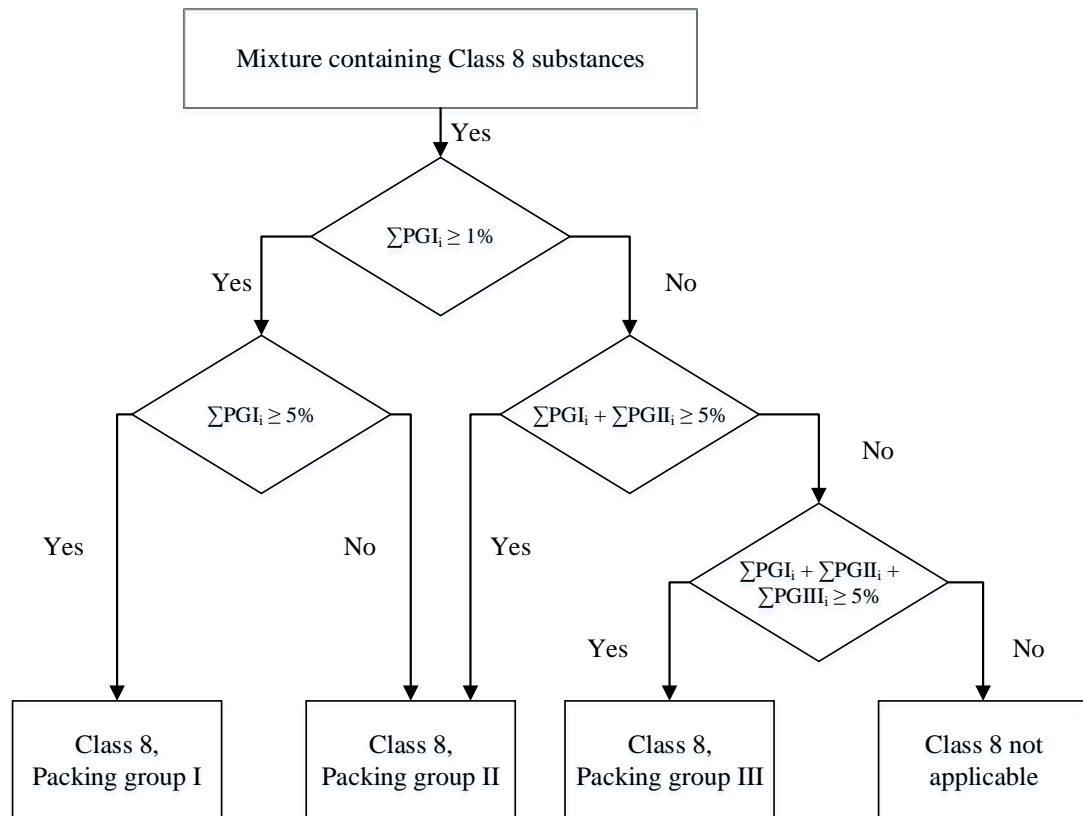 Mixture containing Class 8 substances
Yes
∑PGIᵢ ≥ 1%
Yes
No
∑PGIᵢ ≥ 5%
∑PGIᵢ + ∑PGIIᵢ ≥ 5%
No
Yes
No
Yes
∑PGIᵢ + ∑PGIIᵢ +
∑PGIIIᵢ ≥ 5%
Yes
No
Class 8,
Packing group I
Class 8,
Packing group II
Class 8,
Packing group III
Class 8 not
applicable